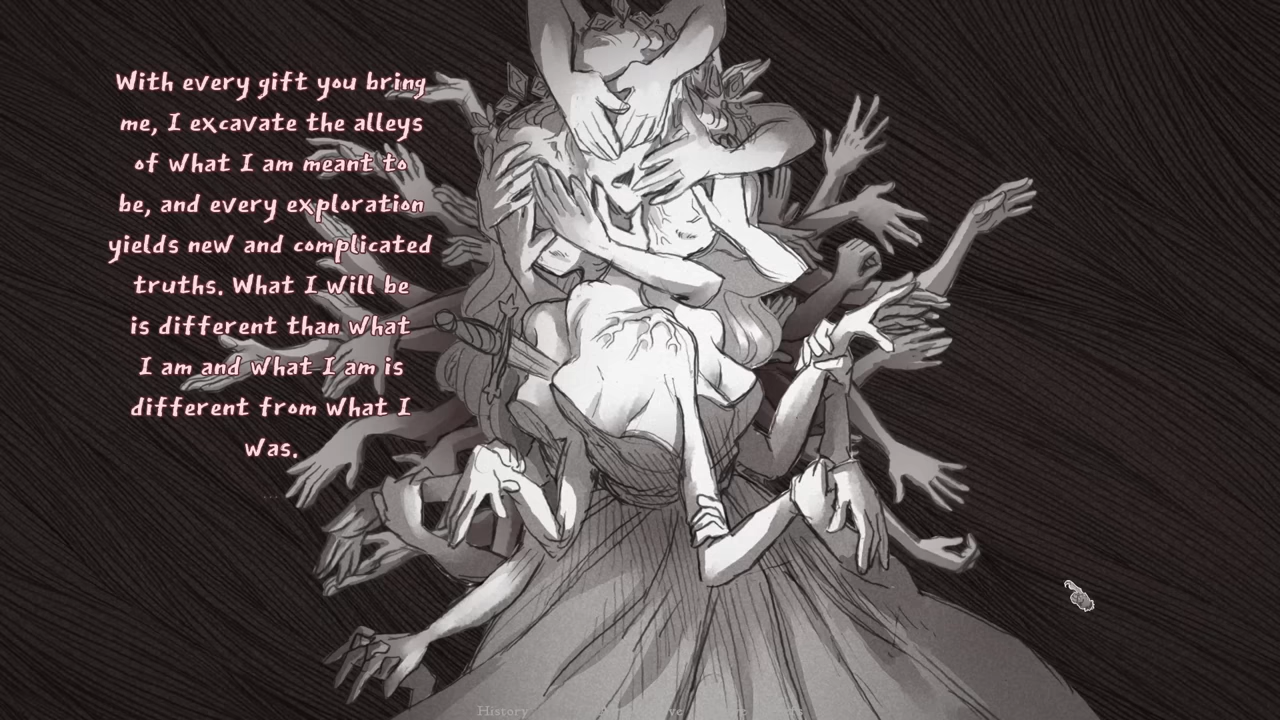 With every gift you bring
me, I excavate the alleys
of what I am meant to
be, and every exploration
yields new and complicated
truths. What I will be
is different than what
I am and what I am is
different from what I
was.
...
History